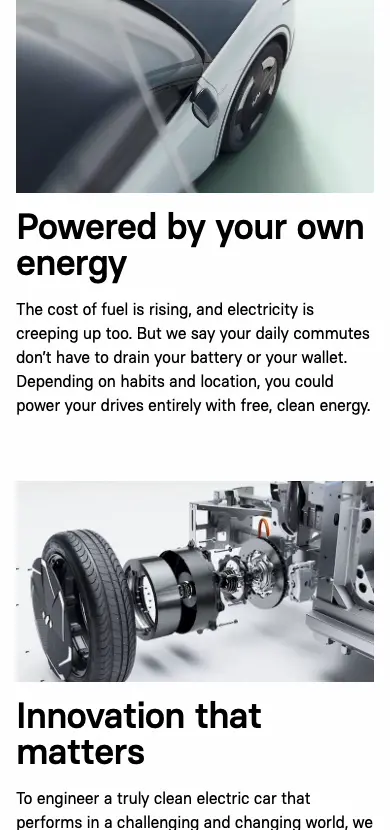 Powered by your own
energy
The cost of fuel is rising, and electricity is
creeping up too. But we say your daily commutes
don't have to drain your battery or your wallet.
Depending on habits and location, you could
power your drives entirely with free, clean energy.
Innovation that
matters
To engineer a truly clean electric car that
performs in a challenging and changing world, we